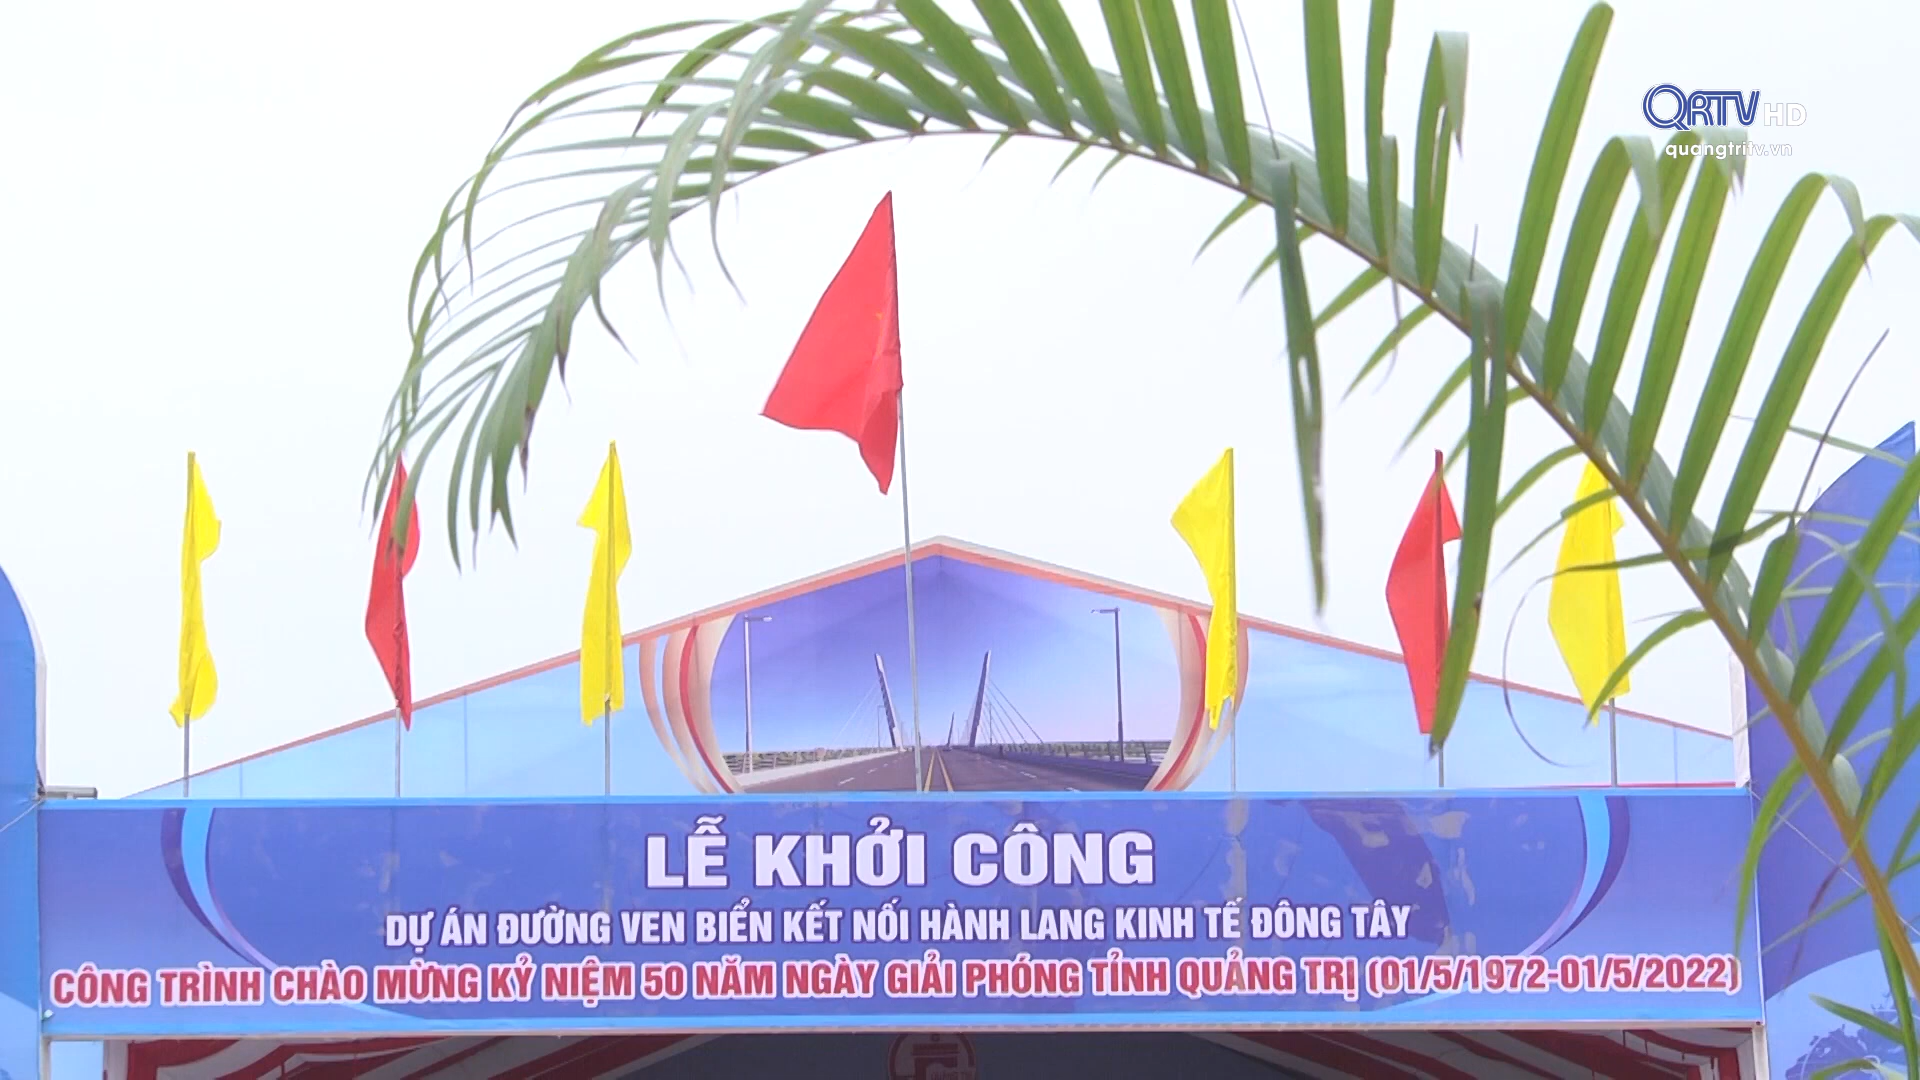 QRTV HD
quangtritv.vn
LỄ KHỞI CÔNG
DỰ ÁN ĐƯỜNG VEN BIỂN KẾT NỐI HÀNH LANG KINH TẾ ĐÔNG TÂY
CÔNG TRÌNH CHÀO MỪNG KỶ NIỆM 50 NĂM NGÀY GIẢI PHÓNG TỈNH QUẢNG TRỊ (01/5/1972-01/5/2022)